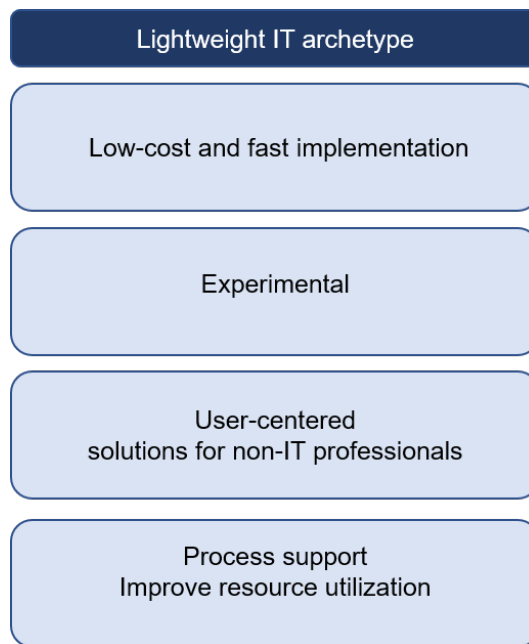 Lightweight IT archetype
Low-cost and fast implementation
Experimental
User-centered
solutions for non-IT professionals
Process support
Improve resource utilization